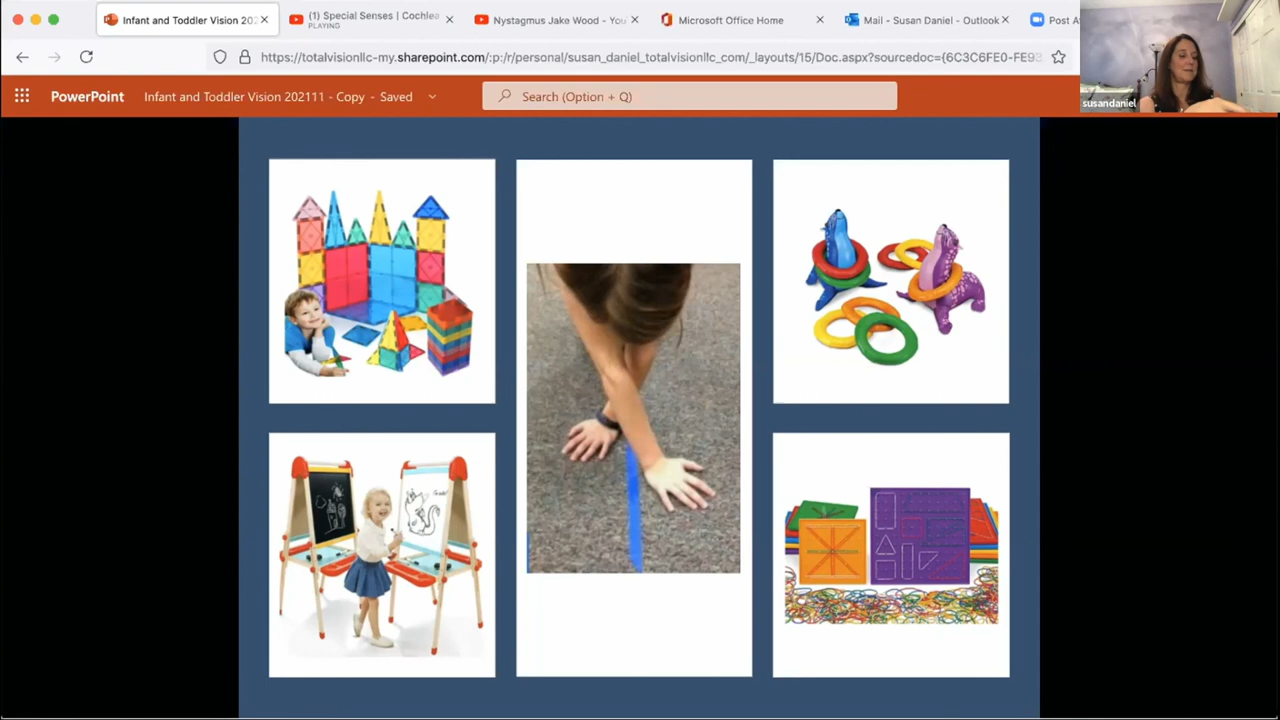 Infant and Toddler Vision 202
(1) Special Senses | Cochlea
PLAYING
Nystagmus Jake Wood - You
Microsoft Office Home
Mail - Susan Daniel - Outlook
Post A
https://totalvisionllc-my.sharepoint.com/:p:/r/personal/susan_daniel_totalvisionllc_com/_layouts/15/Doc.aspx?sourcedoc={6C3C6FE0-FE93
susandaniel
PowerPoint
Infant and Toddler Vision 202111 - Copy - Saved
Search (Option + Q)